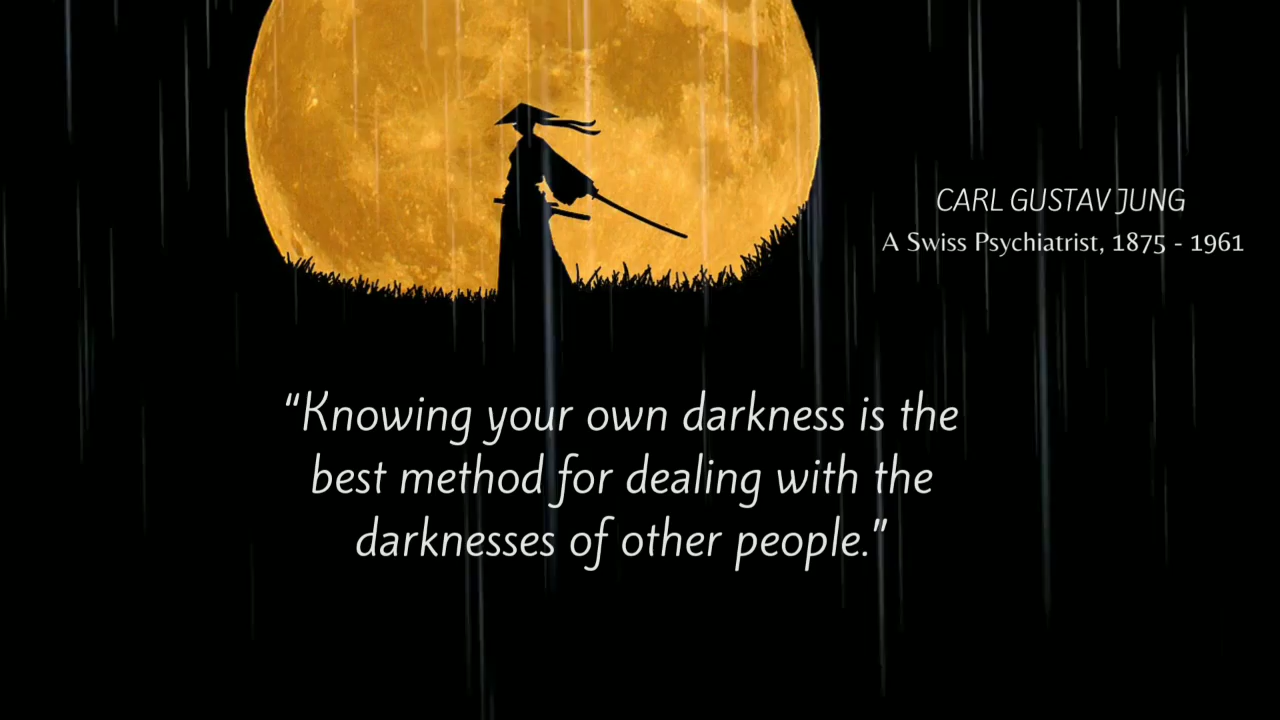 CARL GUSTAV JUNG
A Swiss Psychiatrist, 1875 - 1961
“Knowing your own darkness is the
best method for dealing with the
darknesses of other people.”